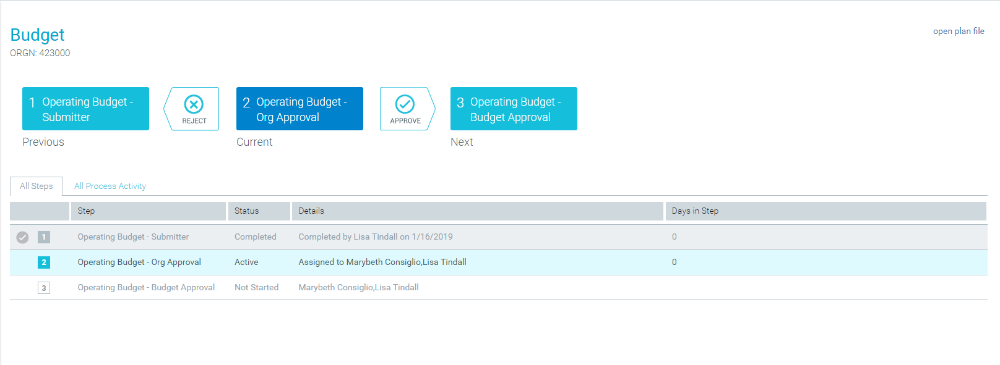 Budget
open plan file
ORGN: 423000
1 Operating Budget -
Submitter
REJECT
2 Operating Budget -
Org Approval
APPROVE
3 Operating Budget -
Budget Approval
Previous
Current
Next
All Steps All Process Activity
Step Status Details Days in Step
1 Operating Budget - Submitter Completed Completed by Lisa Tindall on 1/16/2019 0
2 Operating Budget - Org Approval Active Assigned to Marybeth Consiglio,Lisa Tindall 0
3 Operating Budget - Budget Approval Not Started Marybeth Consiglio,Lisa Tindall